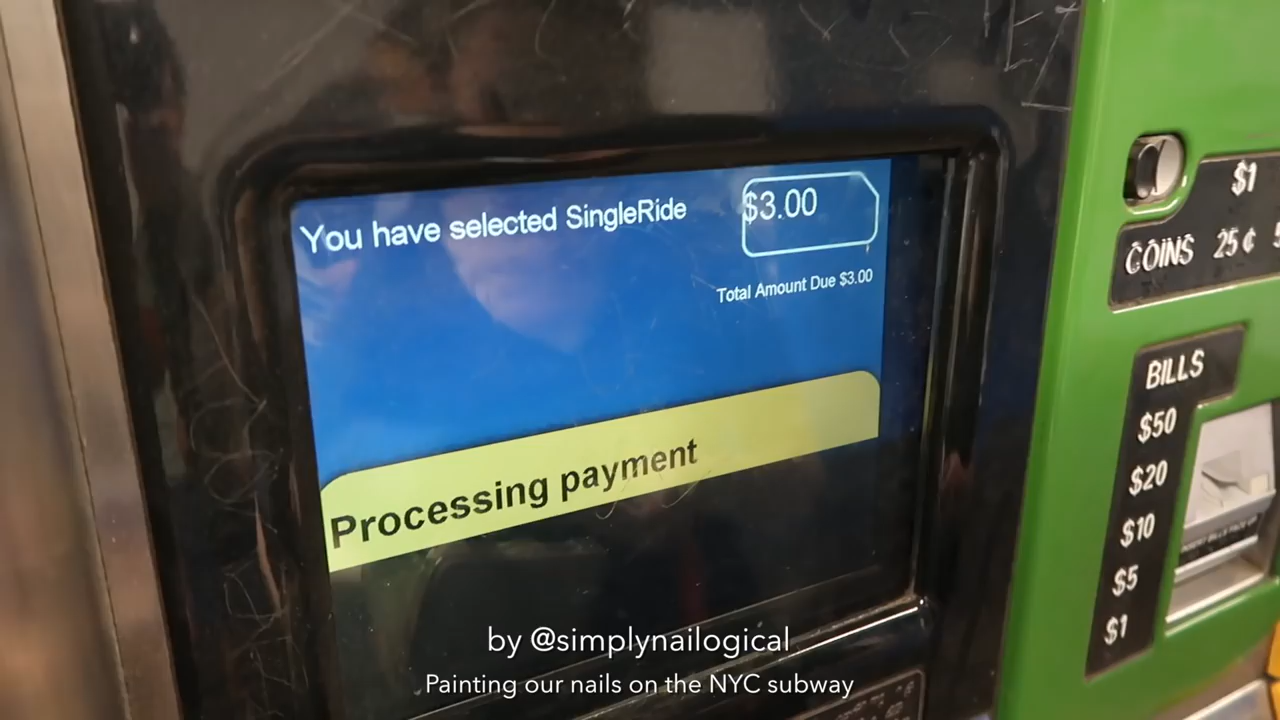 You have selected SingleRide
$3.00
Total Amount Due $3.00
Processing payment
$1
COINS 25¢
BILLS
$50
$20
$10
$5
$1
by @simplynailogical
Painting our nails on the NYC subway